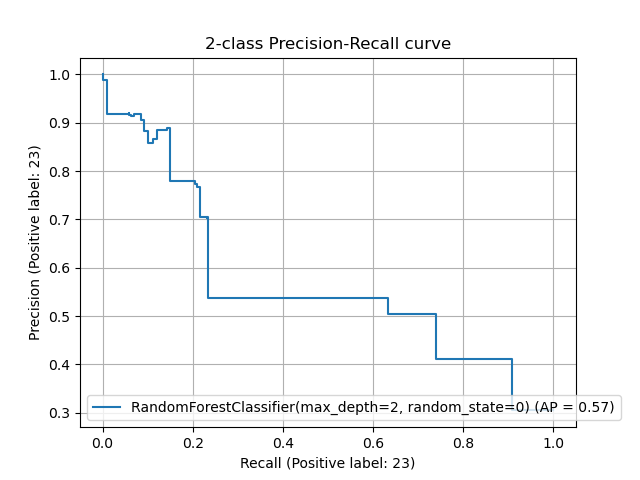 2-class Precision-Recall curve
Precision (Positive label: 23)
1.0
0.9
0.8
0.7
0.6
0.5
0.4
0.3
RandomForestClassifier(max_depth=2, random_state=0) (AP = 0.57)
0.0 0.2 0.4 0.6 0.8 1.0
Recall (Positive label: 23)